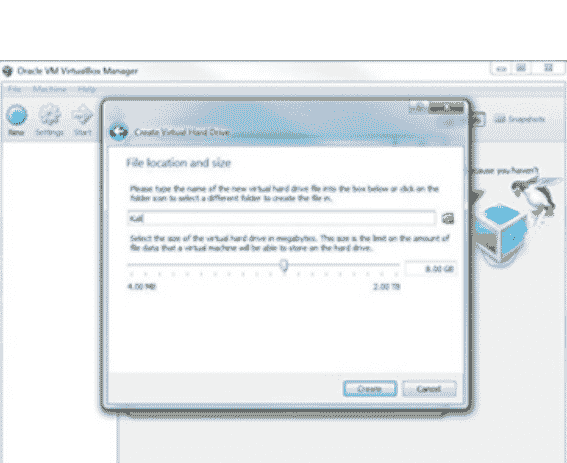 Oracle VM VirtualBox Manager
File Machine Help
New Settings Start
Snapshots
Create Virtual Hard Drive
File location and size
because you haven't
Please type the name of the new virtual hard drive file into the box below or click on the
folder icon to select a different folder to create the file in.
Kali
Select the size of the virtual hard drive in megabytes. This size is the limit on the amount of
file data that a virtual machine will be able to store on the hard drive.
8.00 GB
4.00 MB 2.00 TB
Create Cancel